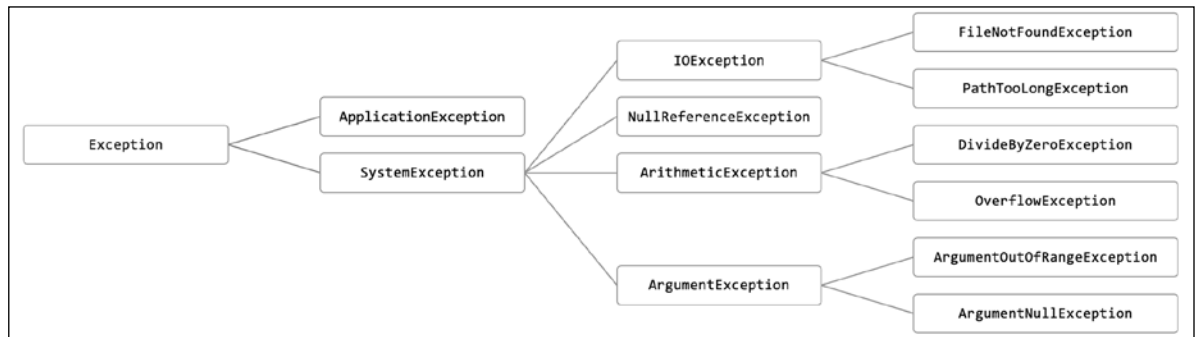 Exception
ApplicationException
SystemException
IOException
NullReferenceException
ArithmeticException
ArgumentException
FileNotFoundException
PathTooLongException
DivideByZeroException
OverflowException
ArgumentOutOfRangeException
ArgumentNullException